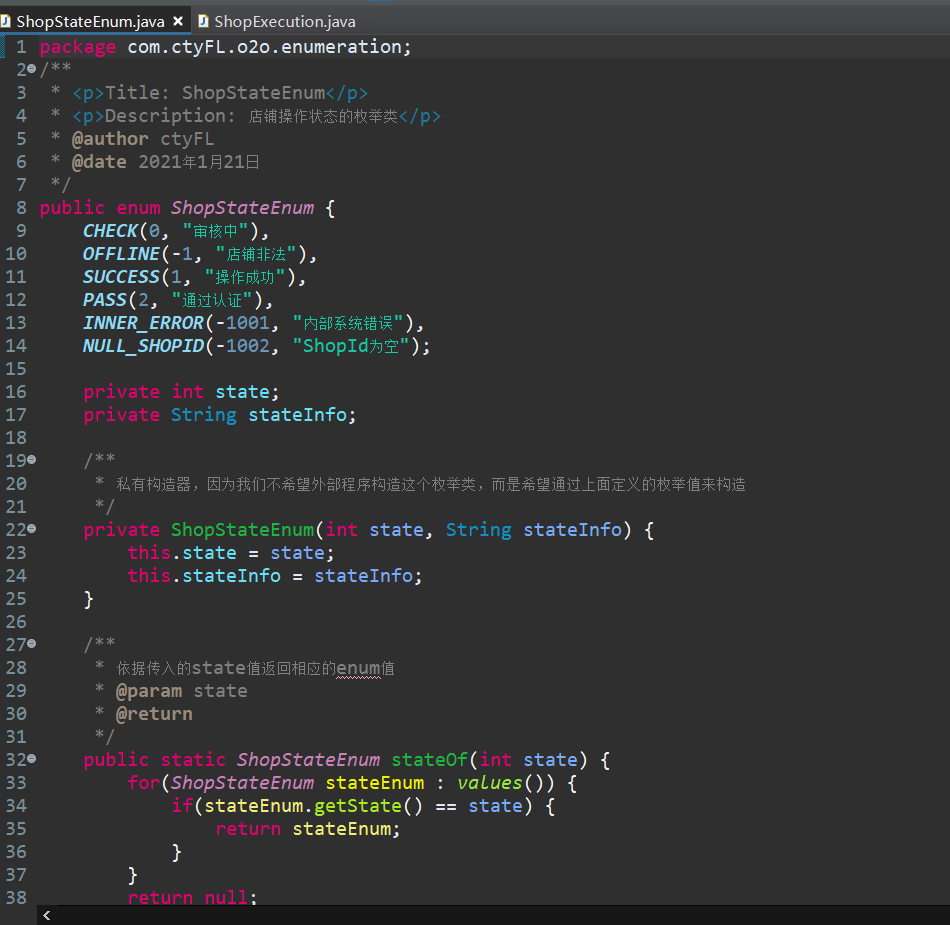 ShopStateEnum.java ShopExecution.java
1 package com.ctyFL.o2o.enumeration;
2 /**
3  * <p>Title: ShopStateEnum</p>
4  * <p>Description: 店铺操作状态的枚举类</p>
5  * @author ctyFL
6  * @date 2021年1月21日
7  */
8 public enum ShopStateEnum {
9     CHECK(0, "审核中"),
10     OFFLINE(-1, "店铺非法"),
11     SUCCESS(1, "操作成功"),
12     PASS(2, "通过认证"),
13     INNER_ERROR(-1001, "内部系统错误"),
14     NULL_SHOPID(-1002, "ShopId为空");
15
16     private int state;
17     private String stateInfo;
18
19     /**
20      * 私有构造器，因为我们不希望外部程序构造这个枚举类，而是希望通过上面定义的枚举值来构造
21      */
22     private ShopStateEnum(int state, String stateInfo) {
23         this.state = state;
24         this.stateInfo = stateInfo;
25     }
26
27     /**
28      * 依据传入的state值返回相应的enum值
29      * @param state
30      * @return
31      */
32     public static ShopStateEnum stateOf(int state) {
33         for(ShopStateEnum stateEnum : values()) {
34             if(stateEnum.getState() == state) {
35                 return stateEnum;
36             }
37         }
38         return null;